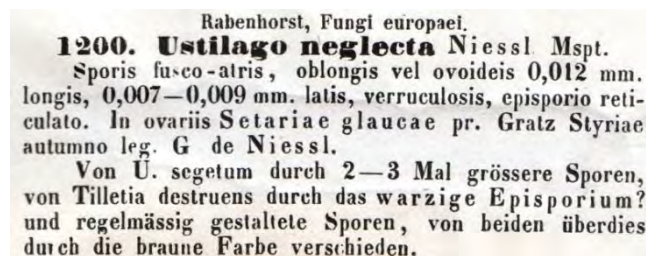 Rabenhorst, Fungi europaei.
1200. Ustilago neglecta Niessl Mspt.
Sporis fusco-atris, oblongis vel ovoideis 0,012 mm.
longis, 0,007—0,009 mm. latis, verruculosis, episporio reti-
culato. In ovariis Setariae glaucae pr. Gratz Styriae
autumno leg. G de Niessl.
Von U. segetum durch 2—3 Mal grössere Sporen,
von Tilletia destruens durch das warzige Episporium?
und regelmässig gestaltete Sporen, von beiden überdies
durch die braune Farbe verschieden.